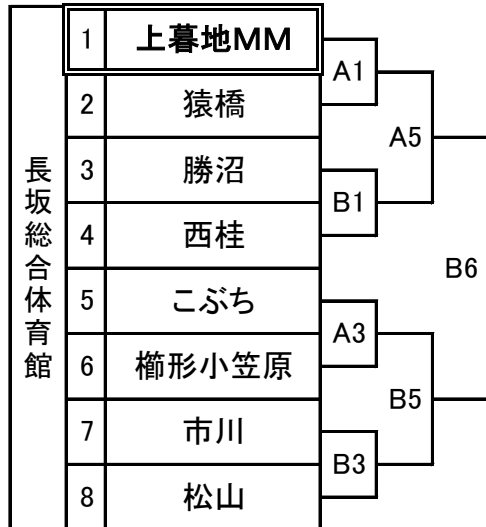 長坂総合体育館
1 上暮地MM
2 猿橋
3 勝沼
4 西桂
5 こぶち
6 櫛形小笠原
7 市川
8 松山
A1
B1
A3
B3
A5
B5
B6